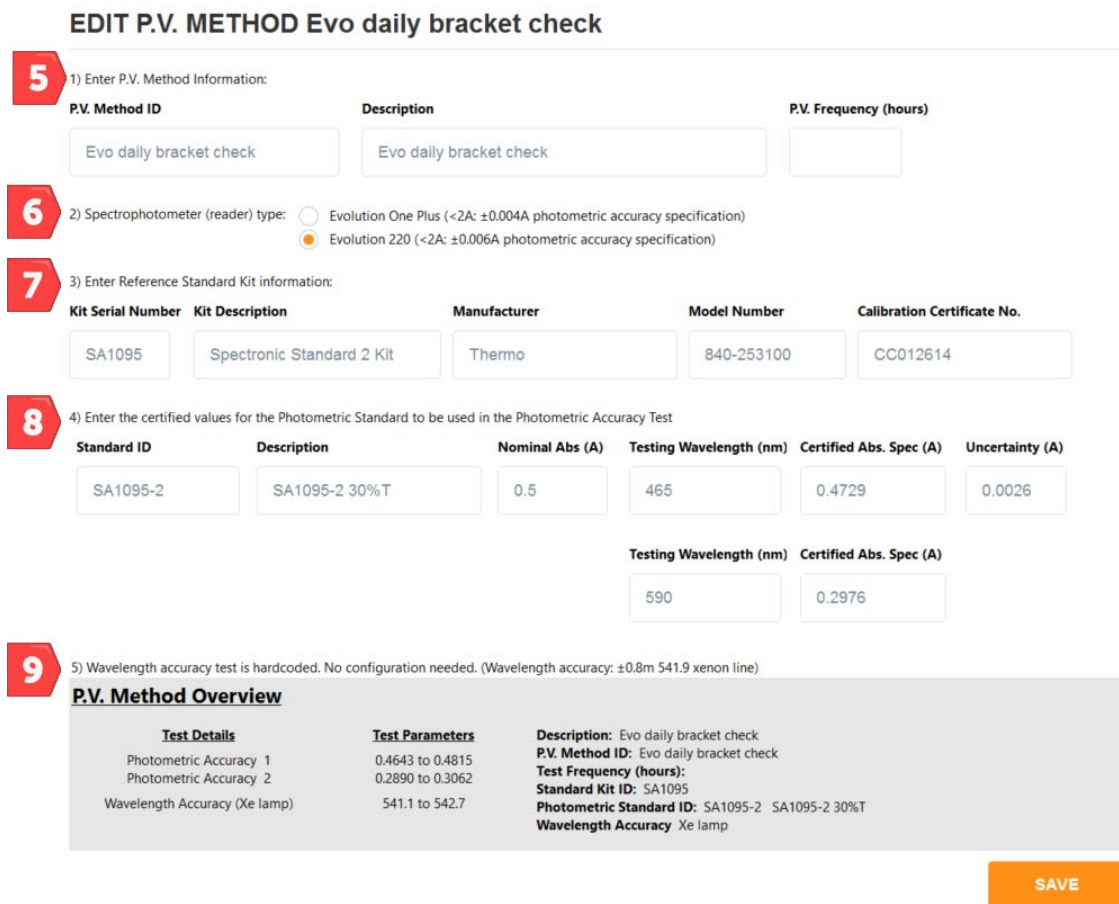 EDIT P.V. METHOD Evo daily bracket check
5 1) Enter P.V. Method Information:
P.V. Method ID Description P.V. Frequency (hours)
Evo daily bracket check Evo daily bracket check
6 2) Spectrophotometer (reader) type: Evolution One Plus (<2A: ±0.004A photometric accuracy specification)
Evolution 220 (<2A: ±0.006A photometric accuracy specification)
7 3) Enter Reference Standard Kit information:
Kit Serial Number Kit Description Manufacturer Model Number Calibration Certificate No.
SA1095 Spectronic Standard 2 Kit Thermo 840-253100 CC012614
8 4) Enter the certified values for the Photometric Standard to be used in the Photometric Accuracy Test
Standard ID Description Nominal Abs (A) Testing Wavelength (nm) Certified Abs. Spec (A) Uncertainty (A)
SA1095-2 SA1095-2 30%T 0.5 465 0.4729 0.0026
Testing Wavelength (nm) Certified Abs. Spec (A)
590 0.2976
9 5) Wavelength accuracy test is hardcoded. No configuration needed. (Wavelength accuracy: ±0.8m 541.9 xenon line)
P.V. Method Overview
Test Details Test Parameters Description: Evo daily bracket check
Photometric Accuracy 1 0.4643 to 0.4815 P.V. Method ID: Evo daily bracket check
Photometric Accuracy 2 0.2890 to 0.3062 Test Frequency (hours):
Standard Kit ID: SA1095
Wavelength Accuracy (Xe lamp) 541.1 to 542.7 Photometric Standard ID: SA1095-2 SA1095-2 30%T
Wavelength Accuracy Xe lamp
SAVE